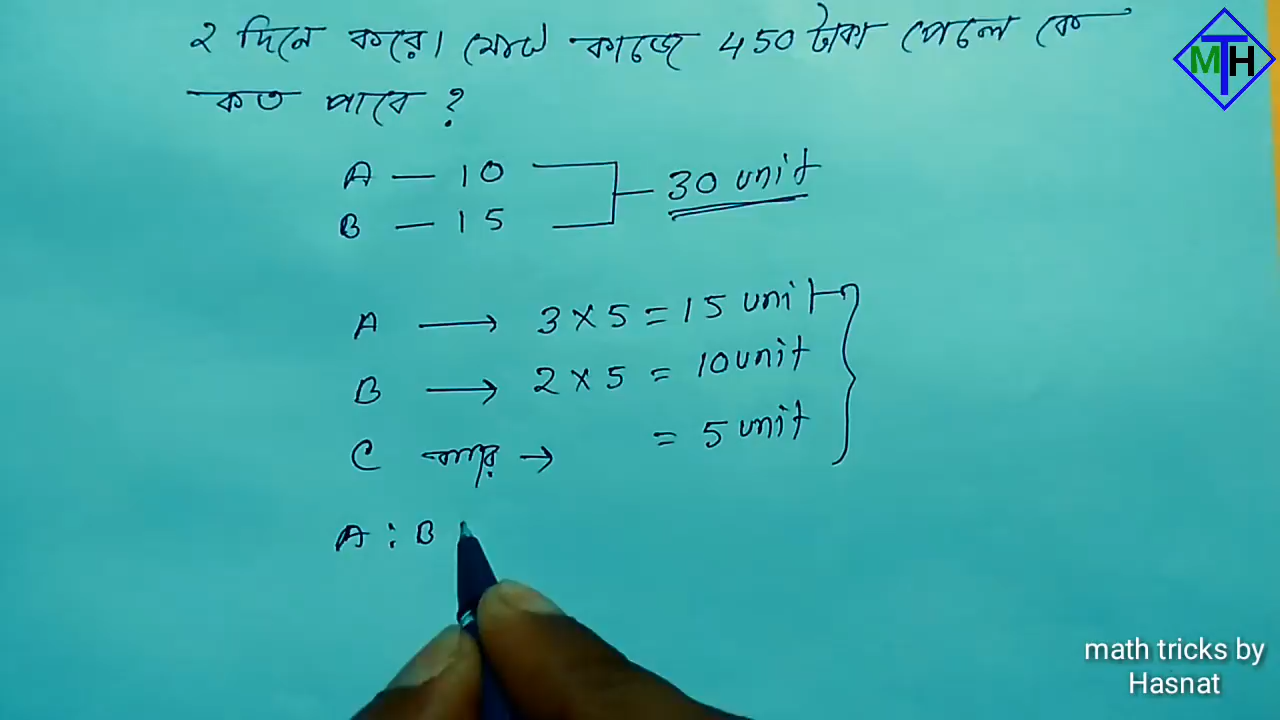 ২ দিনে করে। মোট কাজে 450 টাকা পেলে কে
MTH
কত পাবে ?
A — 10
30 unit
B — 15
A → 3 × 5 = 15 unit
B → 2 × 5 = 10 unit
C → = 5 unit
A : B
math tricks by
Hasnat